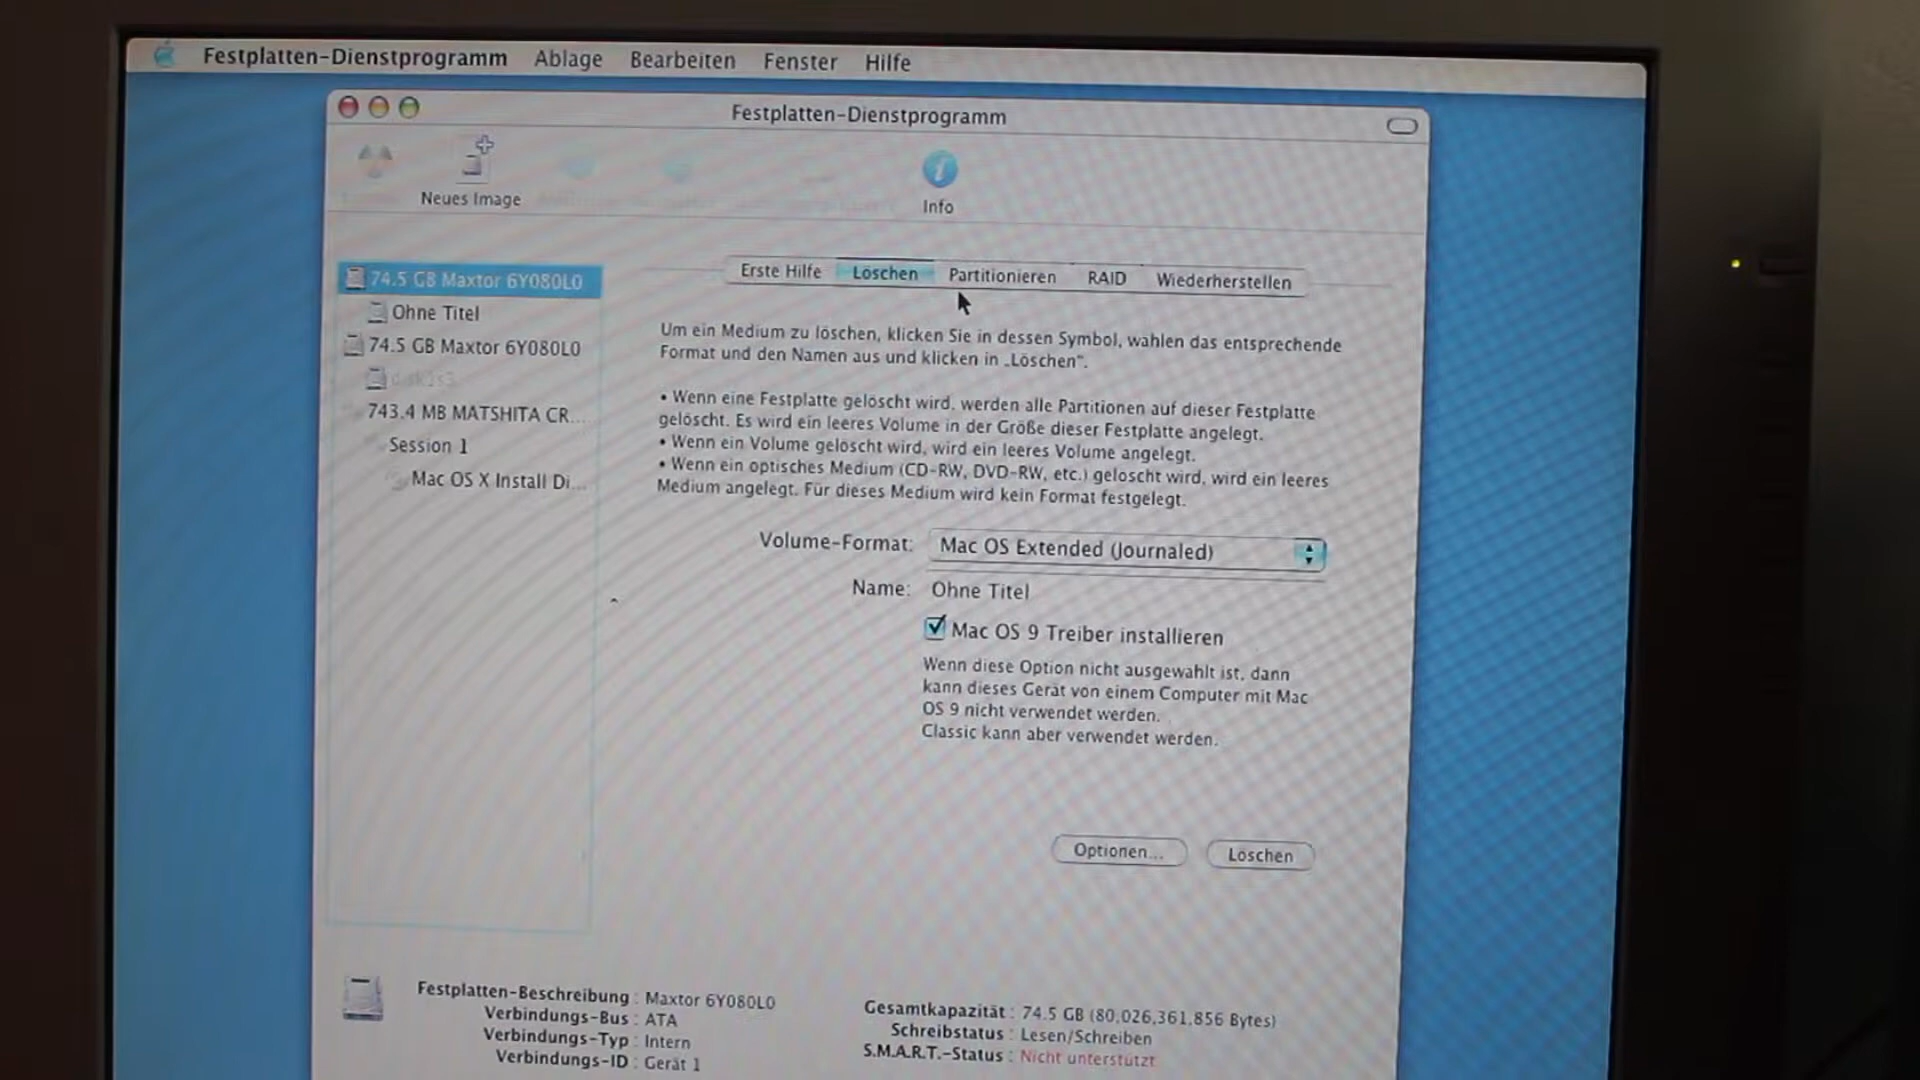 Festplatten-Dienstprogramm Ablage Bearbeiten Fenster Hilfe
Festplatten-Dienstprogramm
Neues Image
Info
74.5 GB Maxtor 6Y080L0
Ohne Titel
74.5 GB Maxtor 6Y080L0
743.4 MB MATSHITA CR...
Session 1
Mac OS X Install Di...
Erste Hilfe Löschen Partitionieren RAID Wiederherstellen
Um ein Medium zu löschen, klicken Sie in dessen Symbol, wahlen das entsprechende
Format und den Namen aus und klicken in „Löschen“.
• Wenn eine Festplatte gelöscht wird, werden alle Partitionen auf dieser Festplatte
gelöscht. Es wird ein leeres Volume in der Größe dieser Festplatte angelegt.
• Wenn ein Volume gelöscht wird, wird ein leeres Volume angelegt.
• Wenn ein optisches Medium (CD-RW, DVD-RW, etc.) gelöscht wird, wird ein leeres
Medium angelegt. Für dieses Medium wird kein Format festgelegt.
Volume-Format: Mac OS Extended (Journaled)
Name: Ohne Titel
Mac OS 9 Treiber installieren
Wenn diese Option nicht ausgewahlt ist, dann
kann dieses Gerät von einem Computer mit Mac
OS 9 nicht verwendet werden.
Classic kann aber verwendet werden.
Optionen... Löschen
Festplatten-Beschreibung : Maxtor 6Y080L0
Verbindungs-Bus : ATA
Verbindungs-Typ : Intern
Verbindungs-ID : Gerät 1
Gesamtkapazität : 74.5 GB (80,026,361,856 Bytes)
Schreibstatus : Lesen/Schreiben
S.M.A.R.T.-Status : Nicht unterstützt